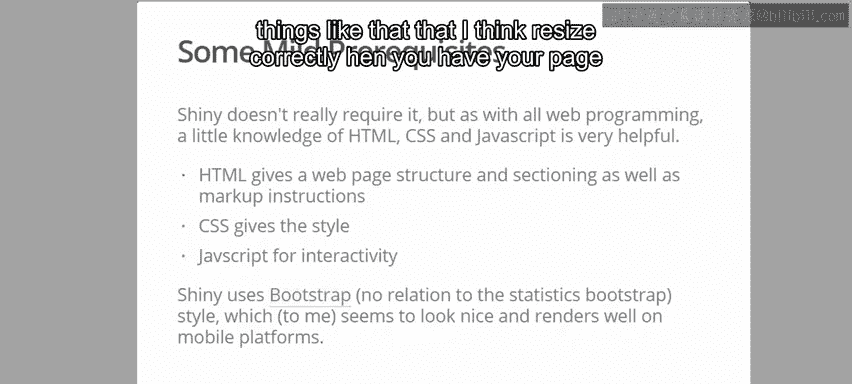 things like that that I think resize
correctly hen you have your page
Some Mild Prerequisites
Shiny doesn't really require it, but as with all web programming,
a little knowledge of HTML, CSS and Javascript is very helpful.
· HTML gives a web page structure and sectioning as well as
markup instructions
· CSS gives the style
· Javscript for interactivity
Shiny uses Bootstrap (no relation to the statistics bootstrap)
style, which (to me) seems to look nice and renders well on
mobile platforms.